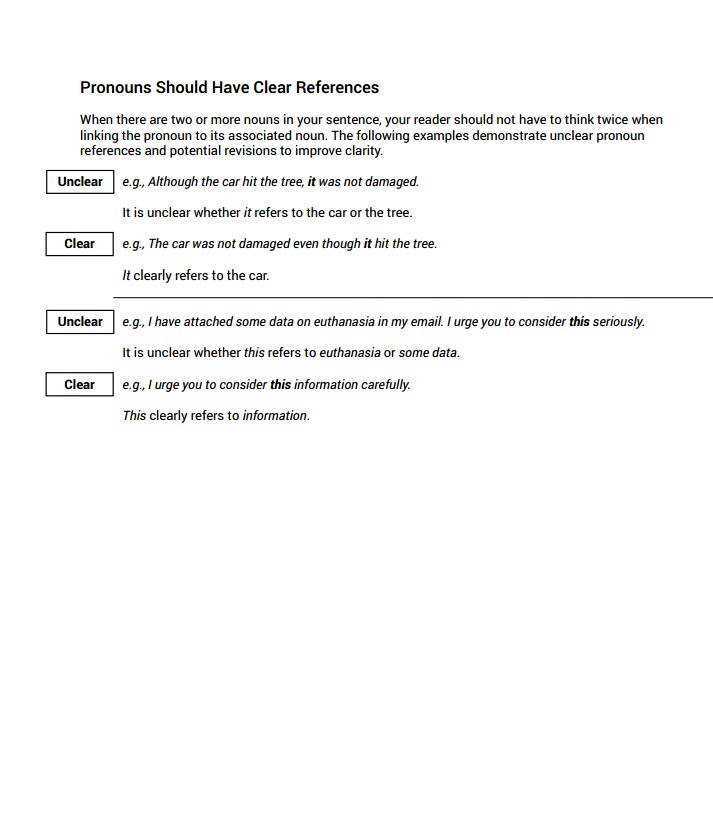 Pronouns Should Have Clear References
When there are two or more nouns in your sentence, your reader should not have to think twice when
linking the pronoun to its associated noun. The following examples demonstrate unclear pronoun
references and potential revisions to improve clarity.
Unclear e.g., Although the car hit the tree, it was not damaged.
It is unclear whether it refers to the car or the tree.
Clear e.g., The car was not damaged even though it hit the tree.
It clearly refers to the car.
Unclear e.g., I have attached some data on euthanasia in my email. I urge you to consider this seriously.
It is unclear whether this refers to euthanasia or some data.
Clear e.g., I urge you to consider this information carefully.
This clearly refers to information.